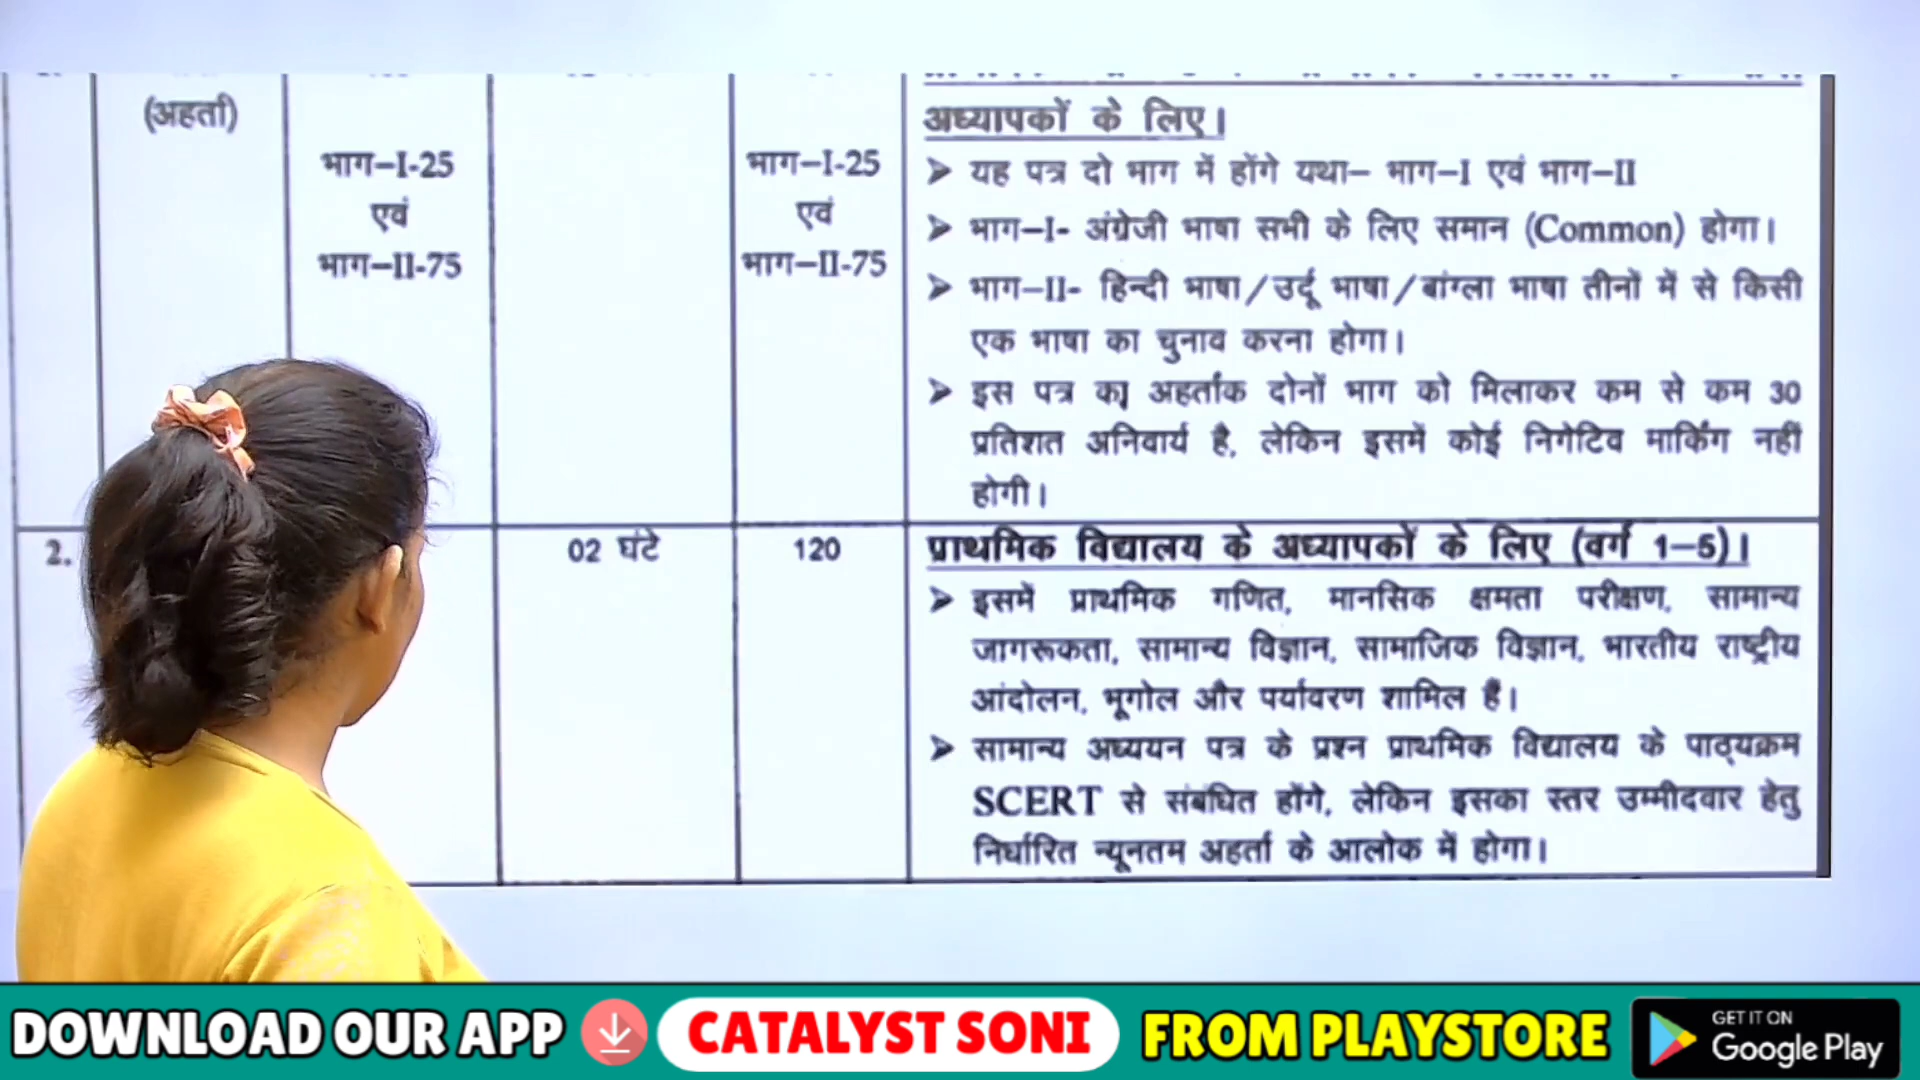 (अहर्ता)
भाग–I-25
एवं
भाग–II-75
भाग–I-25
एवं
भाग–II-75
अध्यापकों के लिए।
➤ यह पत्र दो भाग में होंगे यथा– भाग–I एवं भाग–II
➤ भाग–I- अंग्रेजी भाषा सभी के लिए समान (Common) होगा।
➤ भाग–II- हिन्दी भाषा/उर्दू भाषा/बांग्ला भाषा तीनों में से किसी
एक भाषा का चुनाव करना होगा।
➤ इस पत्र का अहर्तांक दोनों भाग को मिलाकर कम से कम 30
प्रतिशत अनिवार्य है, लेकिन इसमें कोई निगेटिव मार्किंग नहीं
होगी।
2.
02 घंटे
120
प्राथमिक विद्यालय के अध्यापकों के लिए (वर्ग 1–5)।
➤ इसमें प्राथमिक गणित, मानसिक क्षमता परीक्षण, सामान्य
जागरूकता, सामान्य विज्ञान, सामाजिक विज्ञान, भारतीय राष्ट्रीय
आंदोलन, भूगोल और पर्यावरण शामिल हैं।
➤ सामान्य अध्ययन पत्र के प्रश्न प्राथमिक विद्यालय के पाठ्यक्रम
SCERT से संबंधित होंगे, लेकिन इसका स्तर उम्मीदवार हेतु
निर्धारित न्यूनतम अहर्ता के आलोक में होगा।
DOWNLOAD OUR APP CATALYST SONI FROM PLAYSTORE
GET IT ON
Google Play